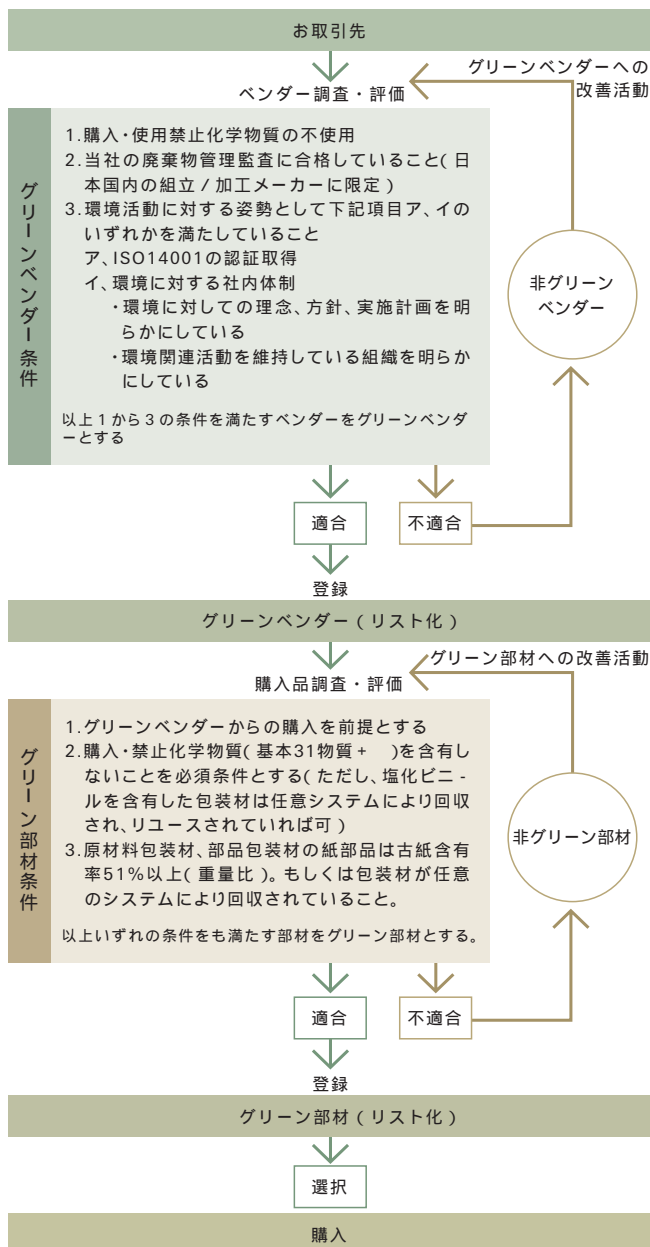 お取引先
グリーンベンダーへの
改善活動
ベンダー調査・評価
グリーンベンダー条件
1.購入・使用禁止化学物質の不使用
2.当社の廃棄物管理監査に合格していること(日
本国内の組立/加工メーカーに限定)
3.環境活動に対する姿勢として下記項目ア、イの
いずれかを満たしていること
ア、ISO14001の認証取得
イ、環境に対する社内体制
・環境に対しての理念、方針、実施計画を明
らかにしている
・環境関連活動を維持している組織を明らか
にしている
以上1から3の条件を満たすベンダーをグリーンベンダ
ーとする
非グリーン
ベンダー
適合
不適合
登録
グリーンベンダー(リスト化)
グリーン部材への改善活動
購入品調査・評価
グリーン部材条件
1.グリーンベンダーからの購入を前提とする
2.購入・禁止化学物質(基本31物質+　)を含有し
ないことを必須条件とする(ただし、塩化ビニ-
ルを含有した包装材は任意システムにより回収
され、リユースされていれば可)
3.原材料包装材、部品包装材の紙部品は古紙含有
率51%以上(重量比)。もしくは包装材が任意
のシステムにより回収されていること。
以上いずれの条件をも満たす部材をグリーン部材とする。
非グリーン部材
適合
不適合
登録
グリーン部材(リスト化)
選択
購入